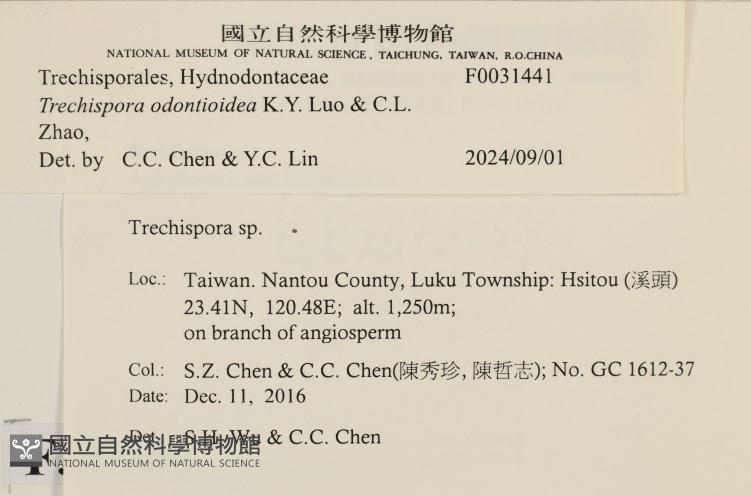 國立自然科學博物館
NATIONAL MUSEUM OF NATURAL SCIENCE, TAICHUNG, TAIWAN, R.O.CHINA
Trechisporales, Hydnodontaceae F0031441
Trechispora odontioidea K.Y. Luo & C.L.
Zhao,
Det. by C.C. Chen & Y.C. Lin 2024/09/01
Trechispora sp.
Loc.: Taiwan. Nantou County, Luku Township: Hsitou (溪頭)
23.41N, 120.48E; alt. 1,250m;
on branch of angiosperm
Col.: S.Z. Chen & C.C. Chen(陳秀珍, 陳哲志); No. GC 1612-37
Date: Dec. 11, 2016
Det. S.H. Wu & C.C. Chen
國立自然科學博物館
NATIONAL MUSEUM OF NATURAL SCIENCE